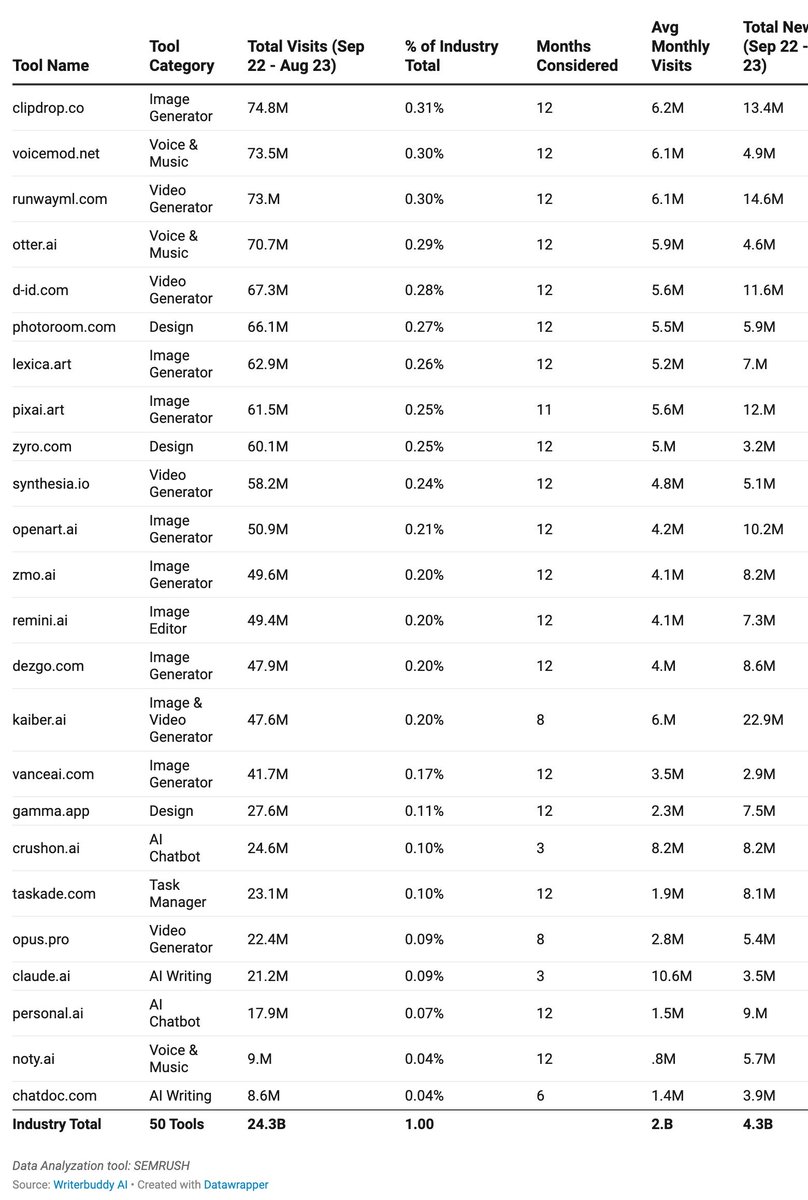 Tool Name Tool Category Total Visits (Sep 22 - Aug 23) % of Industry Total Months Considered Avg Monthly Visits Total New (Sep 22 - 23)
clipdrop.co Image Generator 74.8M 0.31% 12 6.2M 13.4M
voicemod.net Voice & Music 73.5M 0.30% 12 6.1M 4.9M
runwayml.com Video Generator 73.M 0.30% 12 6.1M 14.6M
otter.ai Voice & Music 70.7M 0.29% 12 5.9M 4.6M
d-id.com Video Generator 67.3M 0.28% 12 5.6M 11.6M
photoroom.com Design 66.1M 0.27% 12 5.5M 5.9M
lexica.art Image Generator 62.9M 0.26% 12 5.2M 7.M
pixai.art Image Generator 61.5M 0.25% 11 5.6M 12.M
zyro.com Design 60.1M 0.25% 12 5.M 3.2M
synthesia.io Video Generator 58.2M 0.24% 12 4.8M 5.1M
openart.ai Image Generator 50.9M 0.21% 12 4.2M 10.2M
zmo.ai Image Generator 49.6M 0.20% 12 4.1M 8.2M
remini.ai Image Editor 49.4M 0.20% 12 4.1M 7.3M
dezgo.com Image Generator 47.9M 0.20% 12 4.M 8.6M
kaiber.ai Image & Video Generator 47.6M 0.20% 8 6.M 22.9M
vanceai.com Image Generator 41.7M 0.17% 12 3.5M 2.9M
gamma.app Design 27.6M 0.11% 12 2.3M 7.5M
crushon.ai AI Chatbot 24.6M 0.10% 3 8.2M 8.2M
taskade.com Task Manager 23.1M 0.10% 12 1.9M 8.1M
opus.pro Video Generator 22.4M 0.09% 8 2.8M 5.4M
claude.ai AI Writing 21.2M 0.09% 3 10.6M 3.5M
personal.ai AI Chatbot 17.9M 0.07% 12 1.5M 9.M
noty.ai Voice & Music 9.M 0.04% 12 .8M 5.7M
chatdoc.com AI Writing 8.6M 0.04% 6 1.4M 3.9M
Industry Total 50 Tools 24.3B 1.00 2.B 4.3B
Data Analyzation tool: SEMRUSH
Source: Writerbuddy AI • Created with Datawrapper